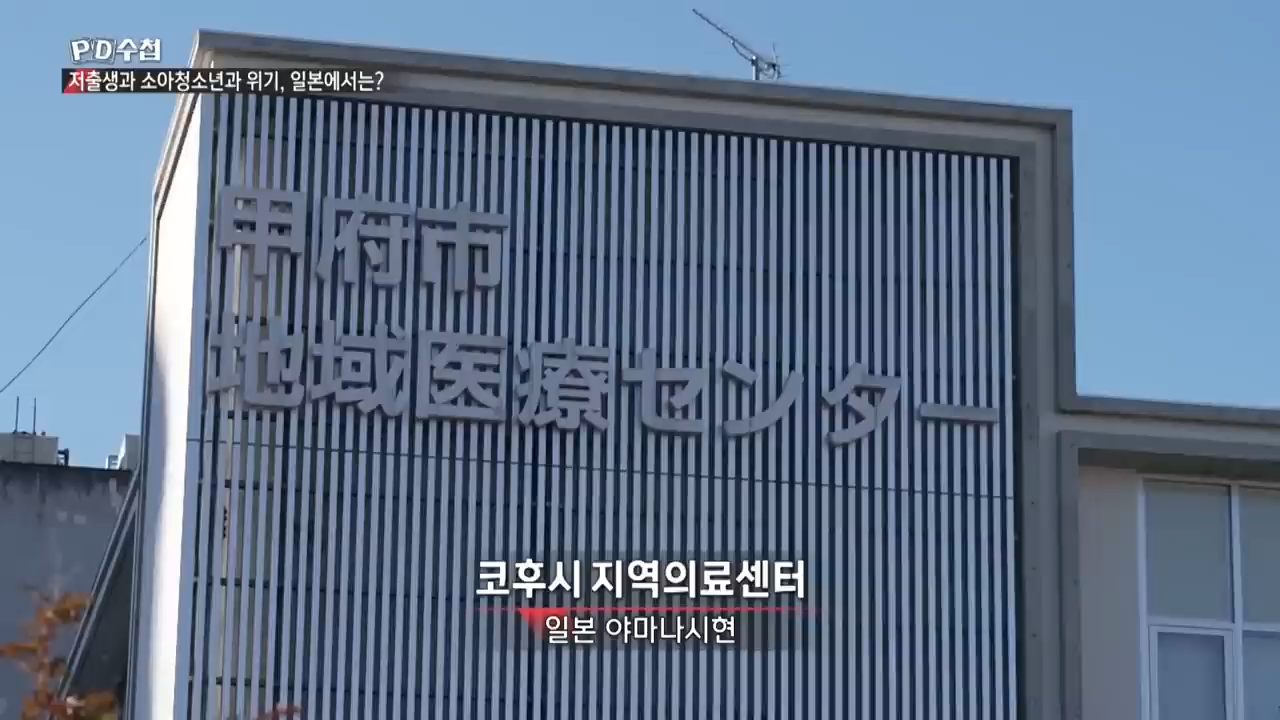 PD수첩
저출생과 소아청소년과 위기, 일본에서는?
甲府市
地域医療センター
코후시 지역의료센터
일본 야마나시현